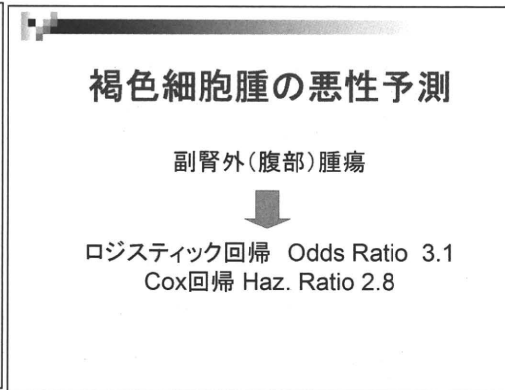 褐色細胞腫の悪性予測
副腎外(腹部)腫瘍
ロジスティック回帰 Odds Ratio 3.1
Cox回帰 Haz. Ratio 2.8